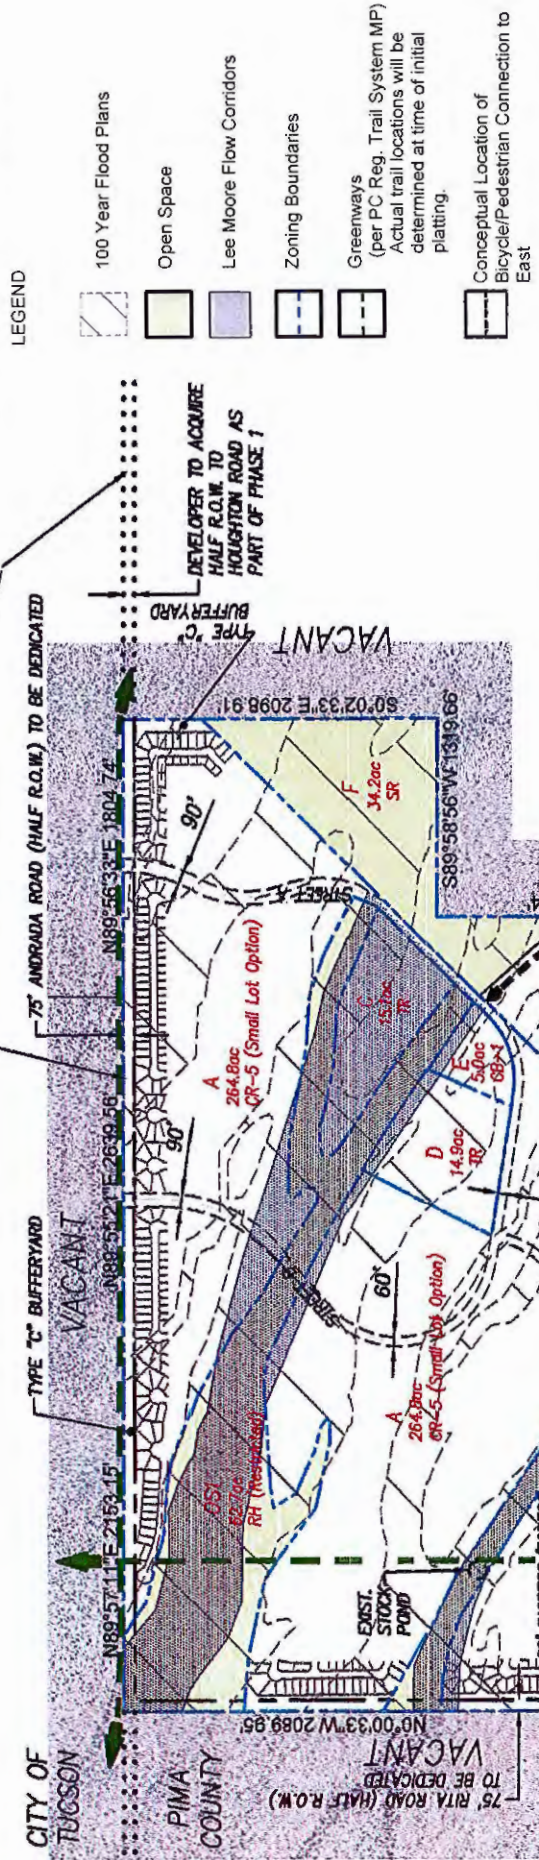 CITY OF
TUCSON
PIMA
COUNTY
TYPE "C" BUFFERYARD
VACANT
75' ANDRADA ROAD (HALF R.O.W.) TO BE DEDICATED
N89°57'11"E 2153.15'
N89°55'21"E 2639.56'
N89°56'33"E 1804.74'
DEVELOPER TO ACQUIRE
HALF R.O.W. TO
HOUGHTON ROAD AS
PART OF PHASE 1
TYPE "C"
BUFFERYARD
VACANT
90'
90'
A
264.8ac
CR-5 (Small Lot Option)
STREET A
S0°02'33"E 2098.91'
F
34.2ac
SR
S89°58'56"W 1319.66'
C
15.1ac
TR
RH (Restricted)
60'
D
14.9ac
TR
E
5.0ac
A
264.8ac
CR-5 (Small Lot Option)
EXIST.
STOCK
POND
N0°00'33"W 2089.95'
VACANT
75' RITA ROAD (HALF R.O.W.)
TO BE DEDICATED
LEGEND
100 Year Flood Plans
Open Space
Lee Moore Flow Corridors
Zoning Boundaries
Greenways
(per PC Reg. Trail System MP)
Actual trail locations will be
determined at time of initial
platting.
Conceptual Location of
Bicycle/Pedestrian Connection to
East